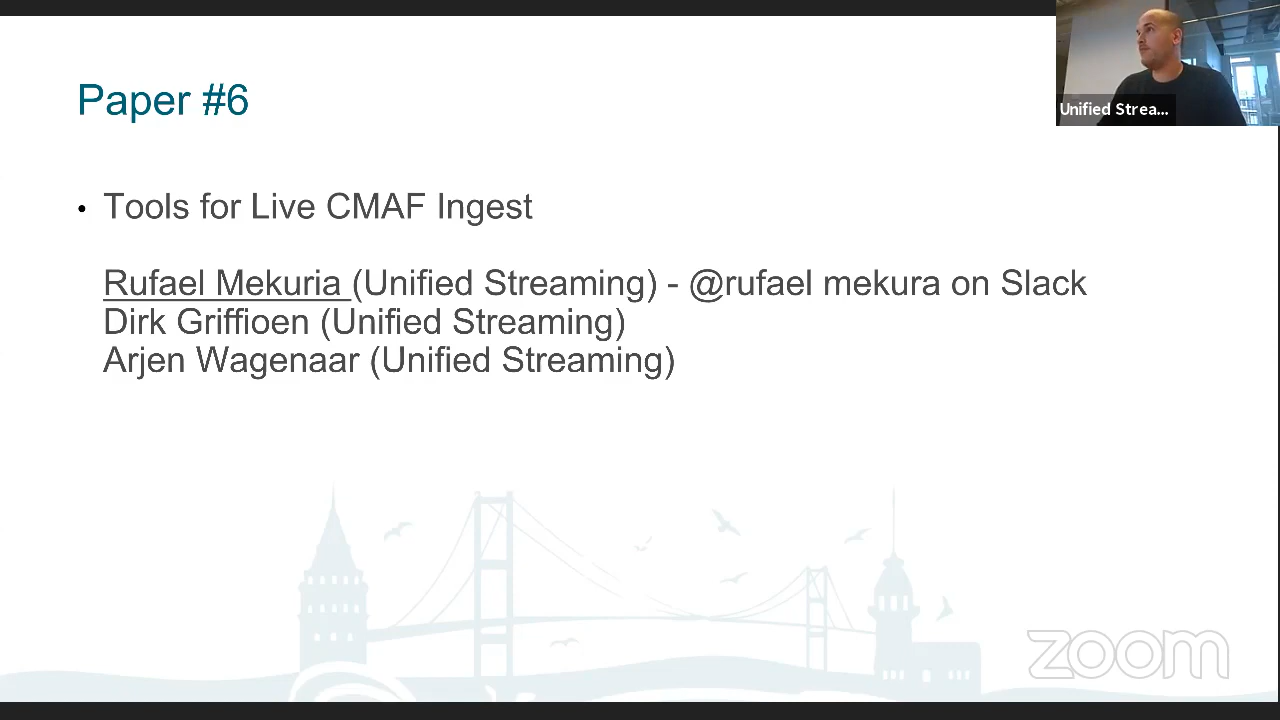 Paper #6
Unified Strea...
• Tools for Live CMAF Ingest
Rufael Mekuria (Unified Streaming) - @rufael mekura on Slack
Dirk Griffioen (Unified Streaming)
Arjen Wagenaar (Unified Streaming)
zoom